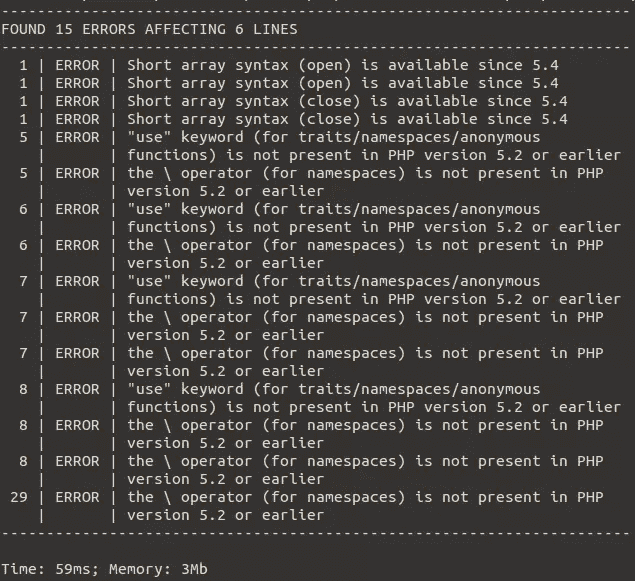 ----------------------------------------------------------------------
FOUND 15 ERRORS AFFECTING 6 LINES
----------------------------------------------------------------------
  1 | ERROR | Short array syntax (open) is available since 5.4
  1 | ERROR | Short array syntax (open) is available since 5.4
  1 | ERROR | Short array syntax (close) is available since 5.4
  1 | ERROR | Short array syntax (close) is available since 5.4
  5 | ERROR | "use" keyword (for traits/namespaces/anonymous
    |       | functions) is not present in PHP version 5.2 or earlier
  5 | ERROR | the \ operator (for namespaces) is not present in PHP
    |       | version 5.2 or earlier
  6 | ERROR | "use" keyword (for traits/namespaces/anonymous
    |       | functions) is not present in PHP version 5.2 or earlier
  6 | ERROR | the \ operator (for namespaces) is not present in PHP
    |       | version 5.2 or earlier
  7 | ERROR | "use" keyword (for traits/namespaces/anonymous
    |       | functions) is not present in PHP version 5.2 or earlier
  7 | ERROR | the \ operator (for namespaces) is not present in PHP
    |       | version 5.2 or earlier
  7 | ERROR | the \ operator (for namespaces) is not present in PHP
    |       | version 5.2 or earlier
  8 | ERROR | "use" keyword (for traits/namespaces/anonymous
    |       | functions) is not present in PHP version 5.2 or earlier
  8 | ERROR | the \ operator (for namespaces) is not present in PHP
    |       | version 5.2 or earlier
  8 | ERROR | the \ operator (for namespaces) is not present in PHP
    |       | version 5.2 or earlier
 29 | ERROR | the \ operator (for namespaces) is not present in PHP
    |       | version 5.2 or earlier
----------------------------------------------------------------------
Time: 59ms; Memory: 3Mb